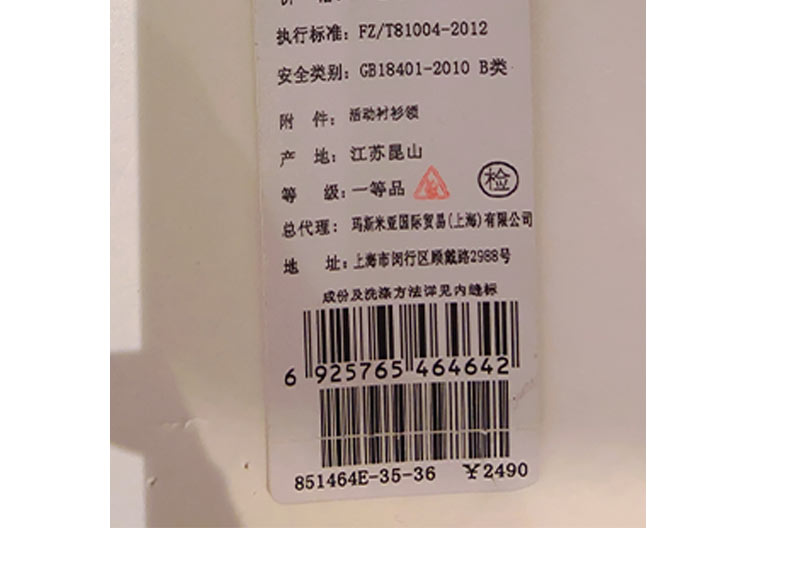 执行标准: FZ/T81004-2012
安全类别: GB18401-2010 B类
附 件: 活动衬衫领
产 地: 江苏昆山
等 级: 一等品 检
总代理: 玛斯米亚国际贸易(上海)有限公司
地 址: 上海市闵行区顾戴路2988号
成份及洗涤方法详见内缝标
6 925765 464642
851464E-35-36 ¥2490